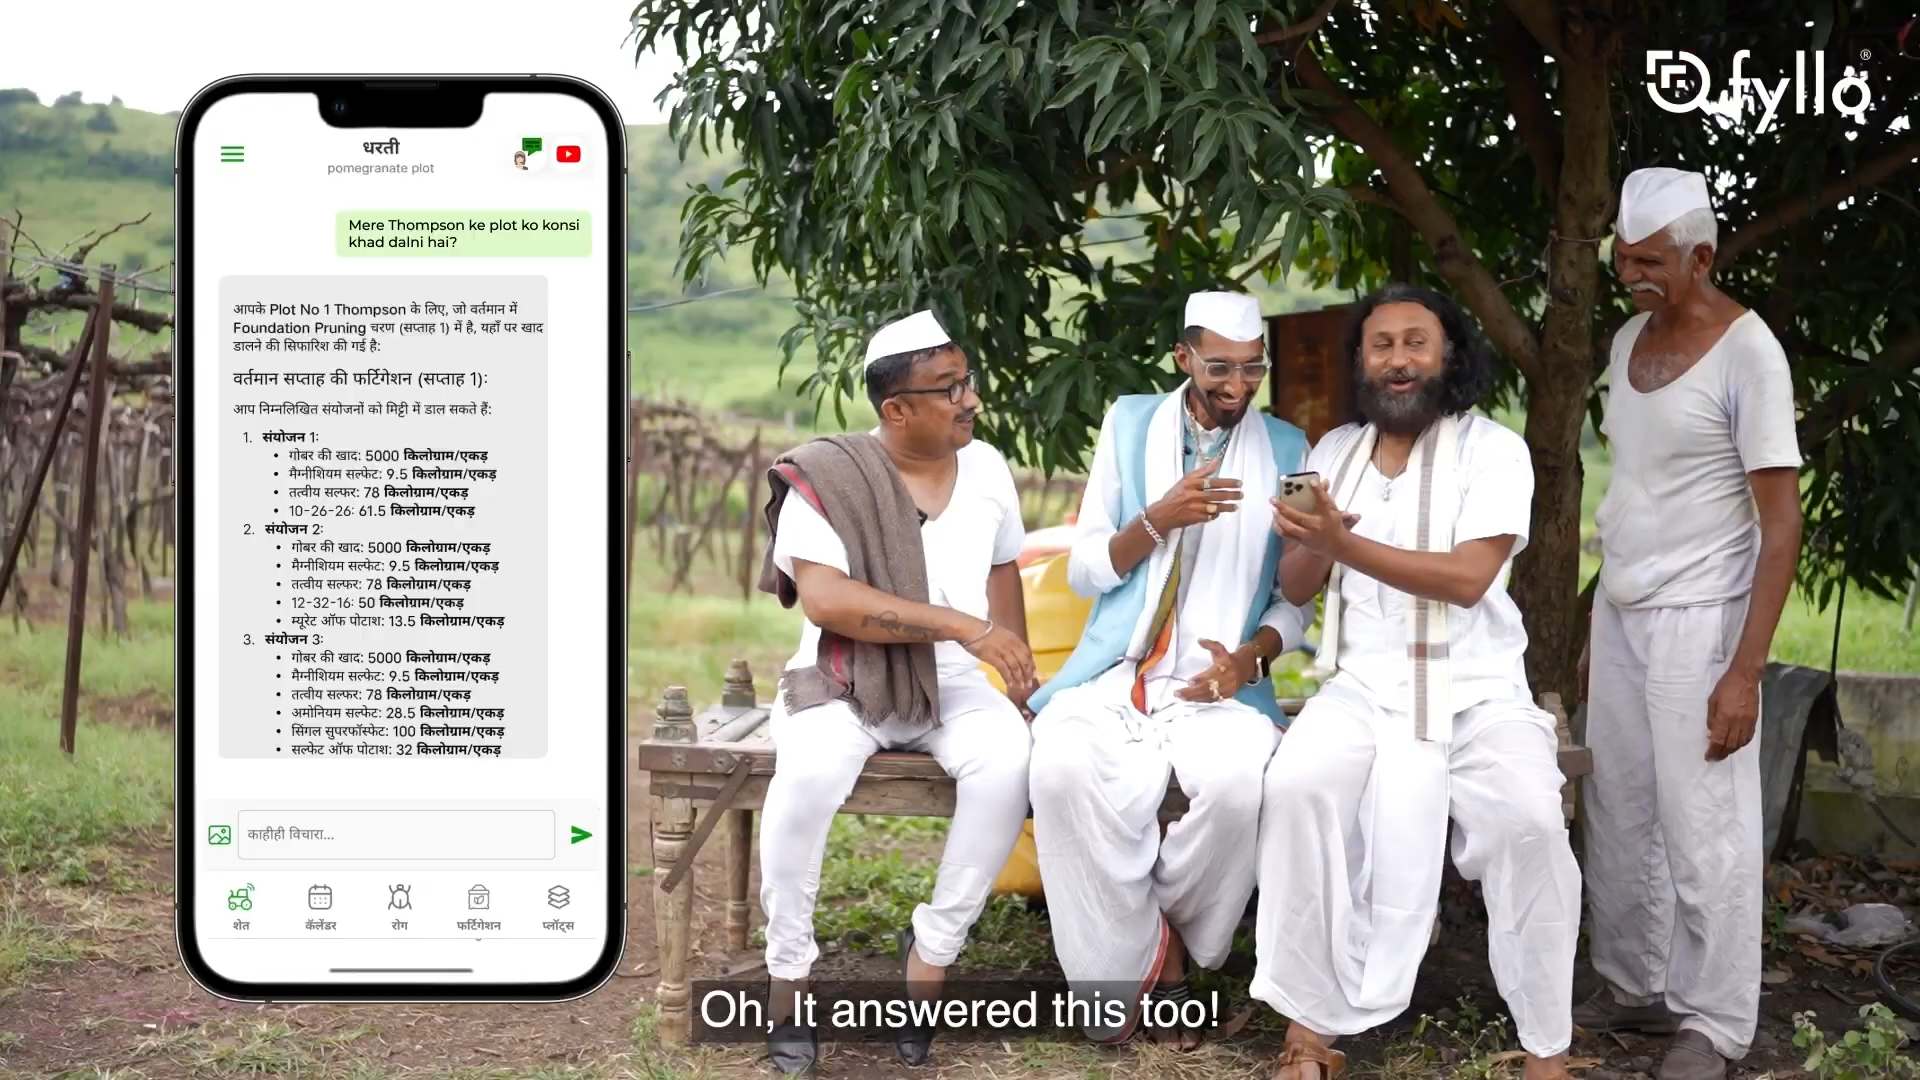 fyllo®
धरती
pomegranate plot
Mere Thompson ke plot ko konsi
khad dalni hai?
आपके Plot No 1 Thompson के लिए, जो वर्तमान में
Foundation Pruning चरण (सप्ताह 1) में है, यहाँ पर खाद
डालने की सिफारिश की गई है:
वर्तमान सप्ताह की फर्टिगेशन (सप्ताह 1):
आप निम्नलिखित संयोजनों को मिट्टी में डाल सकते हैं:
1. संयोजन 1:
• गोबर की खाद: 5000 किलोग्राम/एकड़
• मैग्नीशियम सल्फेट: 9.5 किलोग्राम/एकड़
• तत्वीय सल्फर: 78 किलोग्राम/एकड़
• 10-26-26: 61.5 किलोग्राम/एकड़
2. संयोजन 2:
• गोबर की खाद: 5000 किलोग्राम/एकड़
• मैग्नीशियम सल्फेट: 9.5 किलोग्राम/एकड़
• तत्वीय सल्फर: 78 किलोग्राम/एकड़
• 12-32-16: 50 किलोग्राम/एकड़
• म्यूरेट ऑफ पोटाश: 13.5 किलोग्राम/एकड़
3. संयोजन 3:
• गोबर की खाद: 5000 किलोग्राम/एकड़
• मैग्नीशियम सल्फेट: 9.5 किलोग्राम/एकड़
• तत्वीय सल्फर: 78 किलोग्राम/एकड़
• अमोनियम सल्फेट: 28.5 किलोग्राम/एकड़
• सिंगल सुपरफॉस्फेट: 100 किलोग्राम/एकड़
• सल्फेट ऑफ पोटाश: 32 किलोग्राम/एकड़
काहीही विचारा...
शेत कॅलेंडर रोग फर्टिगेशन प्लॉट्स
Oh, It answered this too!